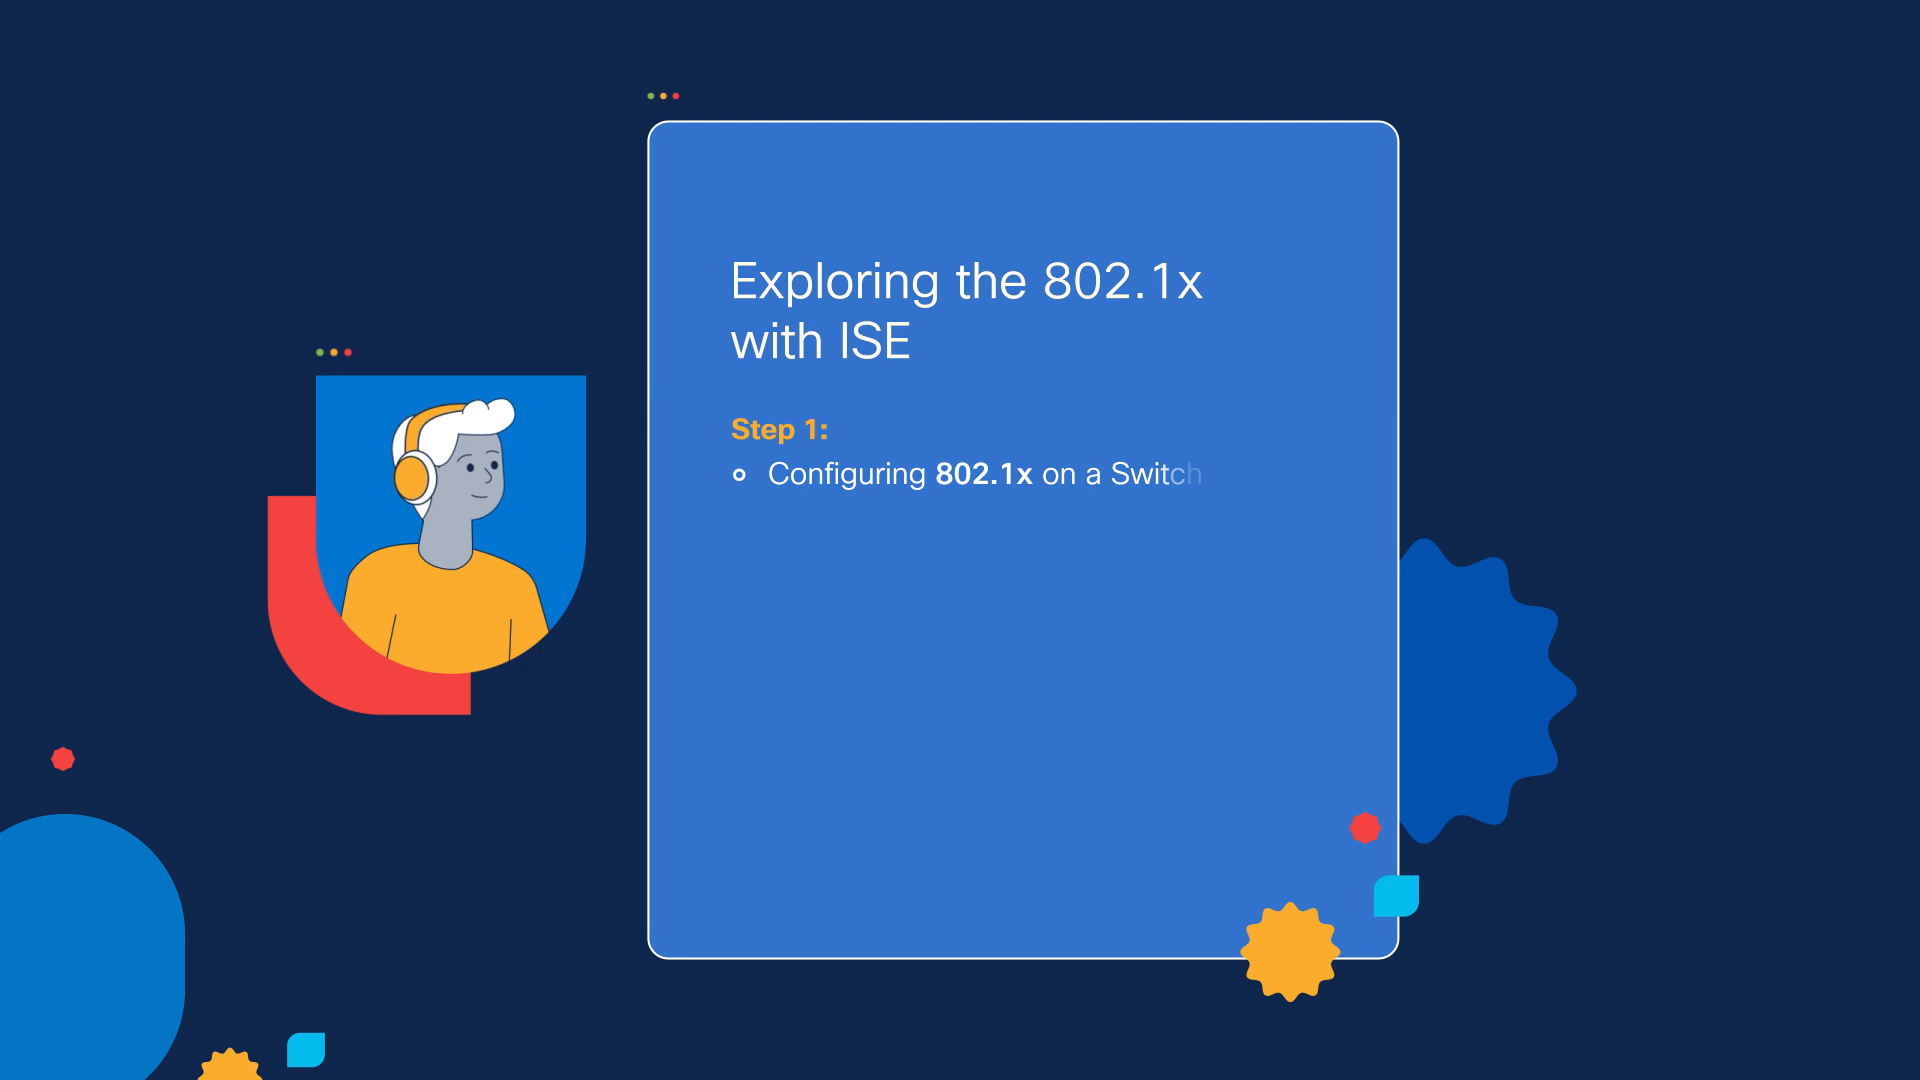 Exploring the 802.1x
with ISE
Step 1:
Configuring 802.1x on a Switch